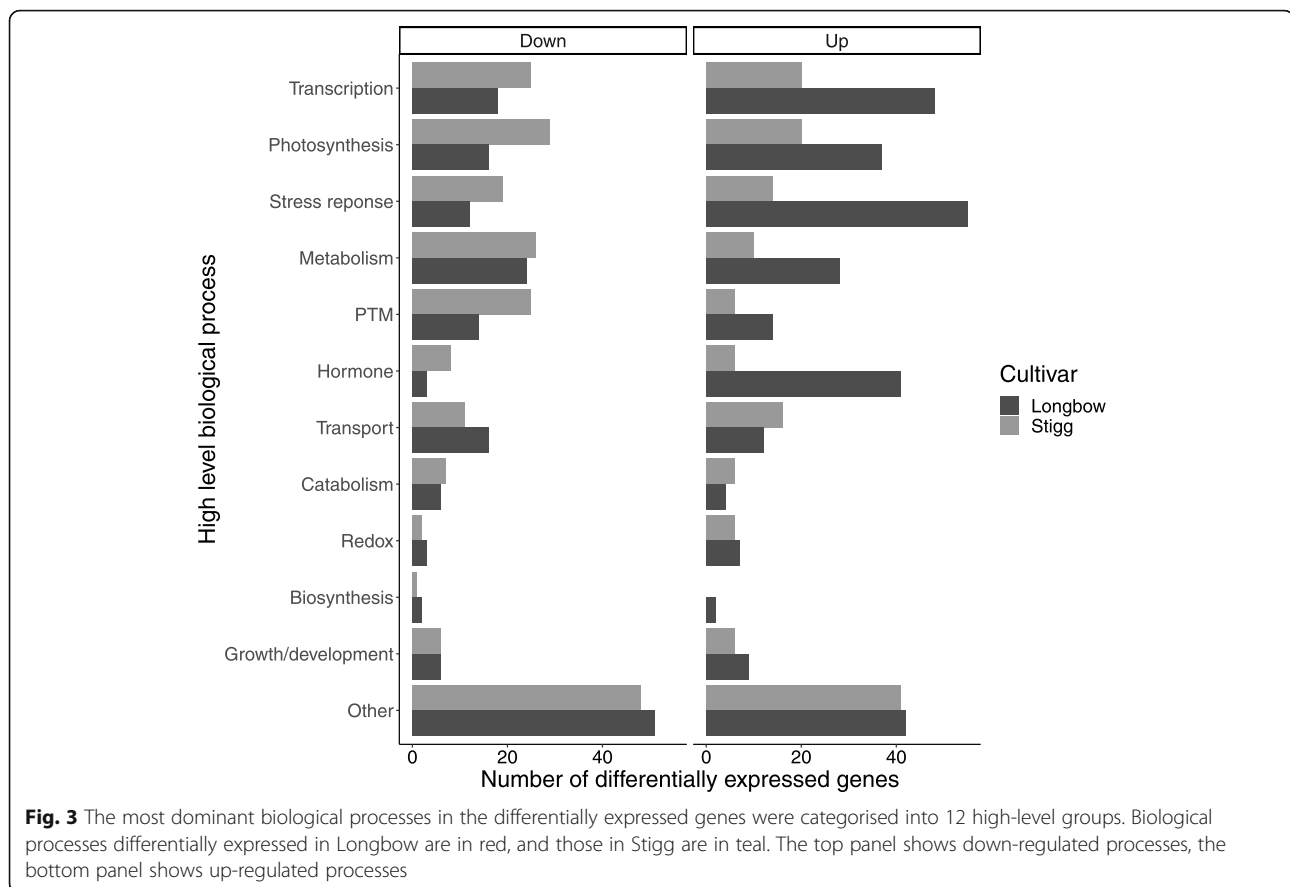 Down
Up
Transcription
Photosynthesis
Stress reponse
Metabolism
PTM
Hormone
Transport
Catabolism
Redox
Biosynthesis
Growth/development
Other
High level biological process
0 20 40
0 20 40
Number of differentially expressed genes
Cultivar
Longbow
Stigg
Fig. 3 The most dominant biological processes in the differentially expressed genes were categorised into 12 high-level groups. Biological
processes differentially expressed in Longbow are in red, and those in Stigg are in teal. The top panel shows down-regulated processes, the
bottom panel shows up-regulated processes